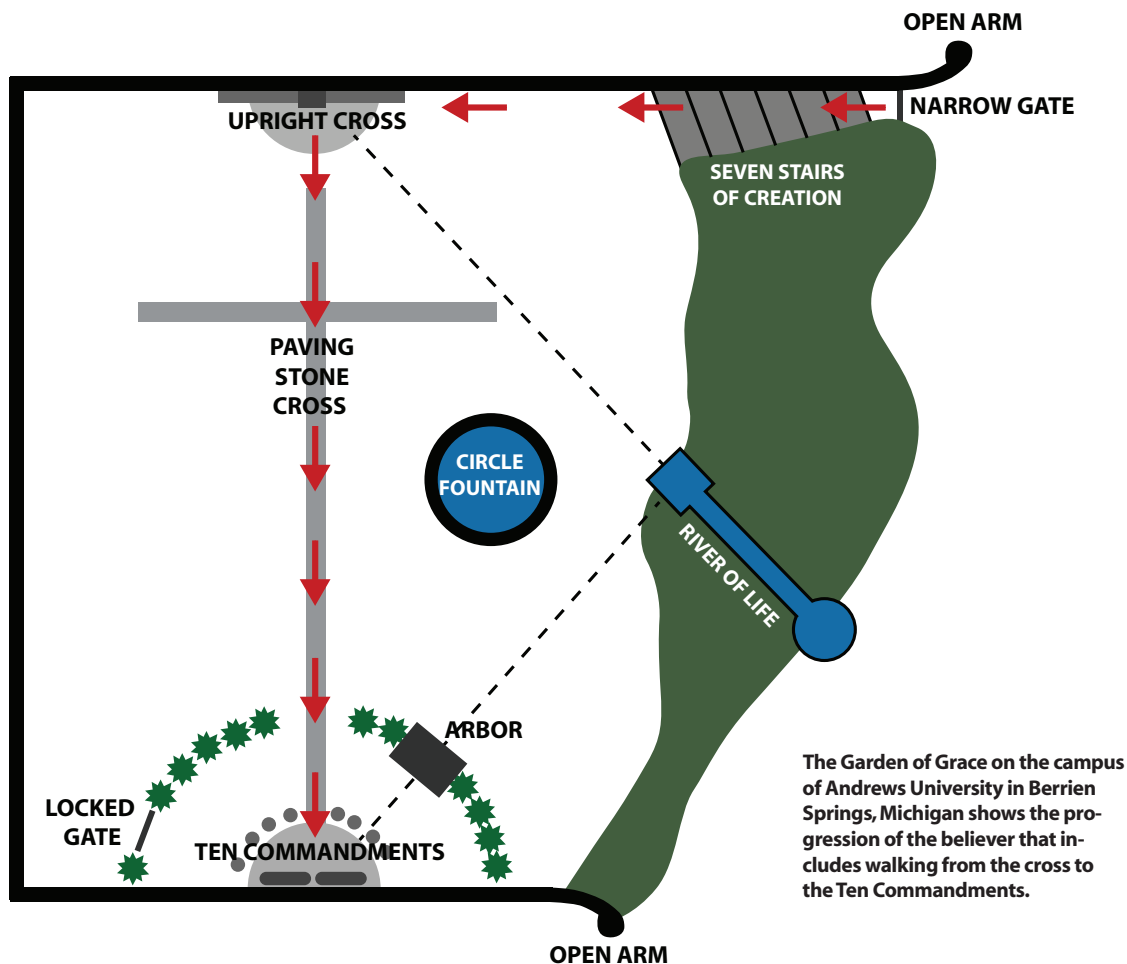 OPEN ARM
NARROW GATE
UPRIGHT CROSS
SEVEN STAIRS
OF CREATION
PAVING
STONE
CROSS
CIRCLE
FOUNTAIN
RIVER OF LIFE
ARBOR
LOCKED
GATE
TEN COMMANDMENTS
The Garden of Grace on the campus
of Andrews University in Berrien
Springs, Michigan shows the pro-
gression of the believer that in-
cludes walking from the cross to
the Ten Commandments.
OPEN ARM